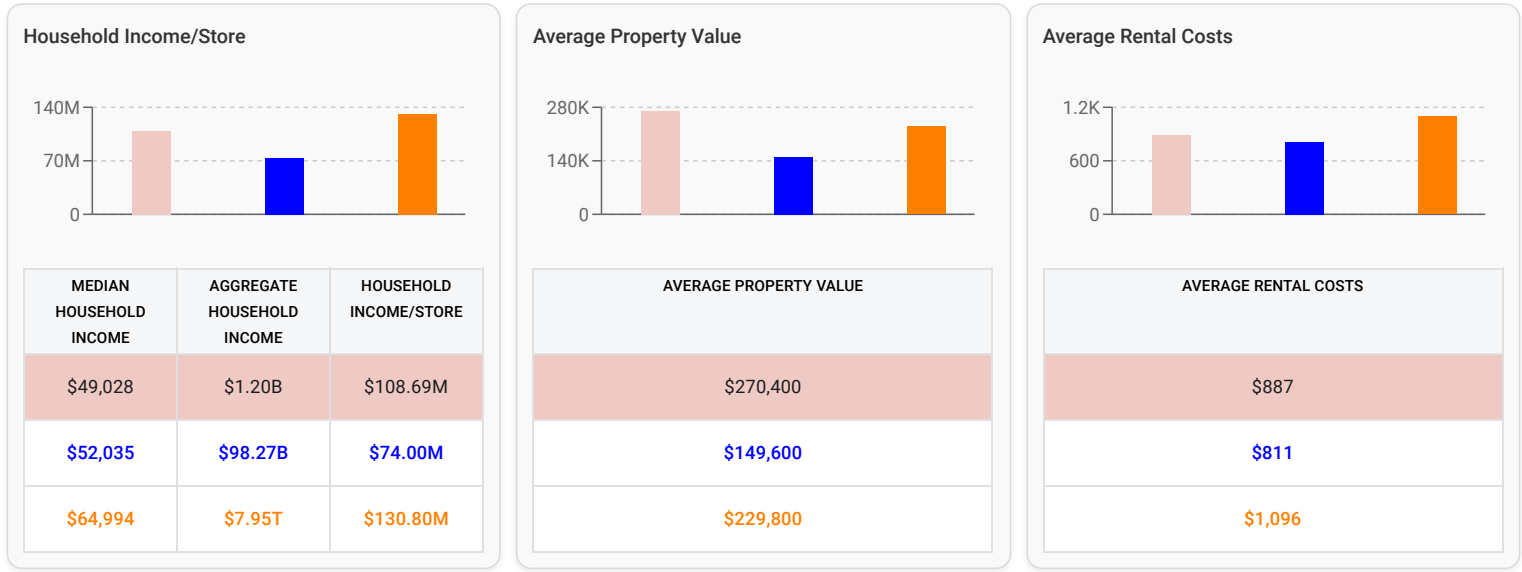 Household Income/Store
140M
70M
0
MEDIAN HOUSEHOLD INCOME
AGGREGATE HOUSEHOLD INCOME
HOUSEHOLD INCOME/STORE
$49,028 $1.20B $108.69M
$52,035 $98.27B $74.00M
$64,994 $7.95T $130.80M
Average Property Value
280K
140K
0
AVERAGE PROPERTY VALUE
$270,400
$149,600
$229,800
Average Rental Costs
1.2K
600
0
AVERAGE RENTAL COSTS
$887
$811
$1,096